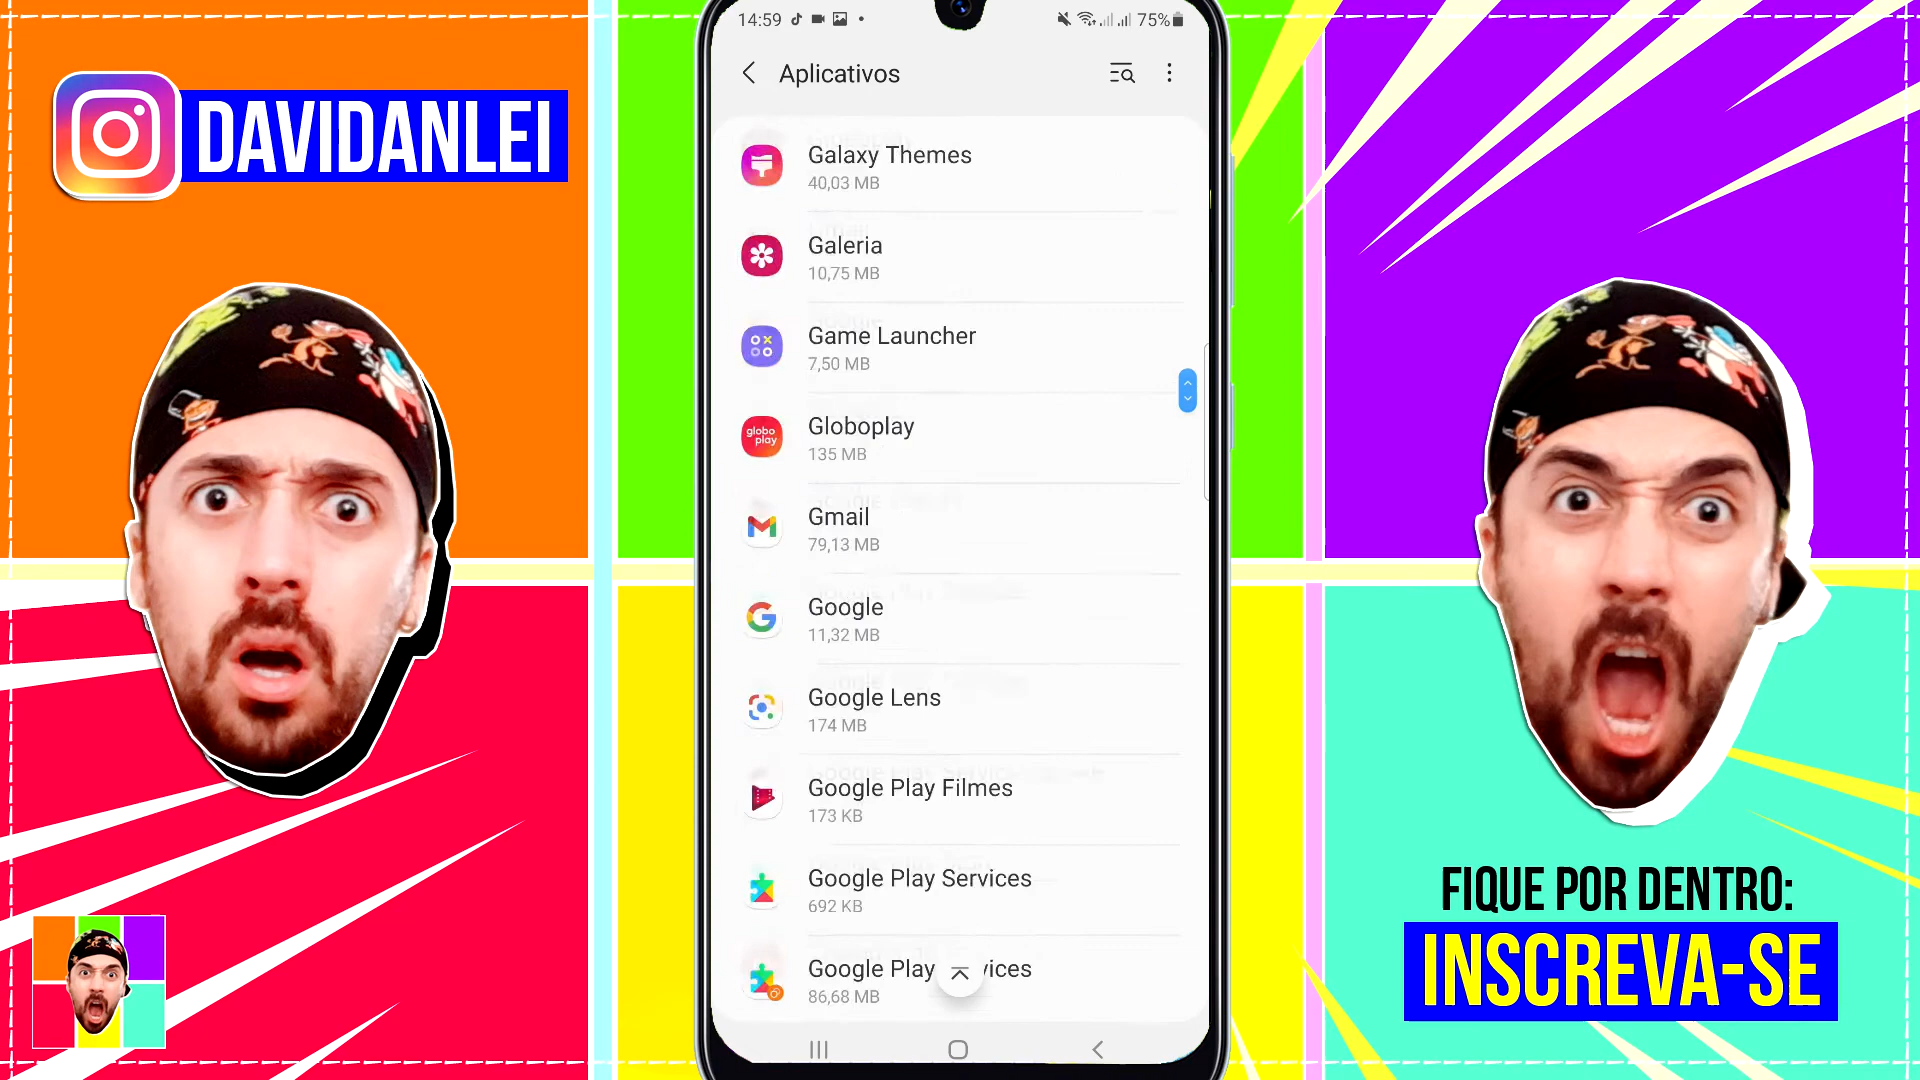 DAVIDANLEI
14:59
75%
Aplicativos
Galaxy Themes
40,03 MB
Galeria
10,75 MB
Game Launcher
7,50 MB
globo
play
Globoplay
135 MB
Gmail
79,13 MB
Google
11,32 MB
Google Lens
174 MB
Google Play Filmes
173 KB
Google Play Services
692 KB
Google Play vices
86,68 MB
FIQUE POR DENTRO:
INSCREVA-SE